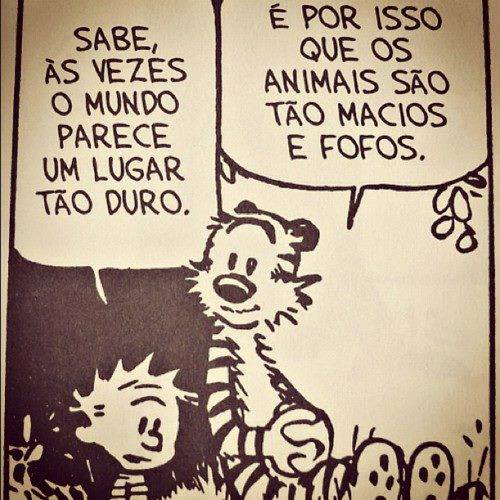 SABE,
ÀS VEZES
O MUNDO
PARECE
UM LUGAR
TÃO DURO.
É POR ISSO
QUE OS
ANIMAIS SÃO
TÃO MACIOS
E FOFOS.